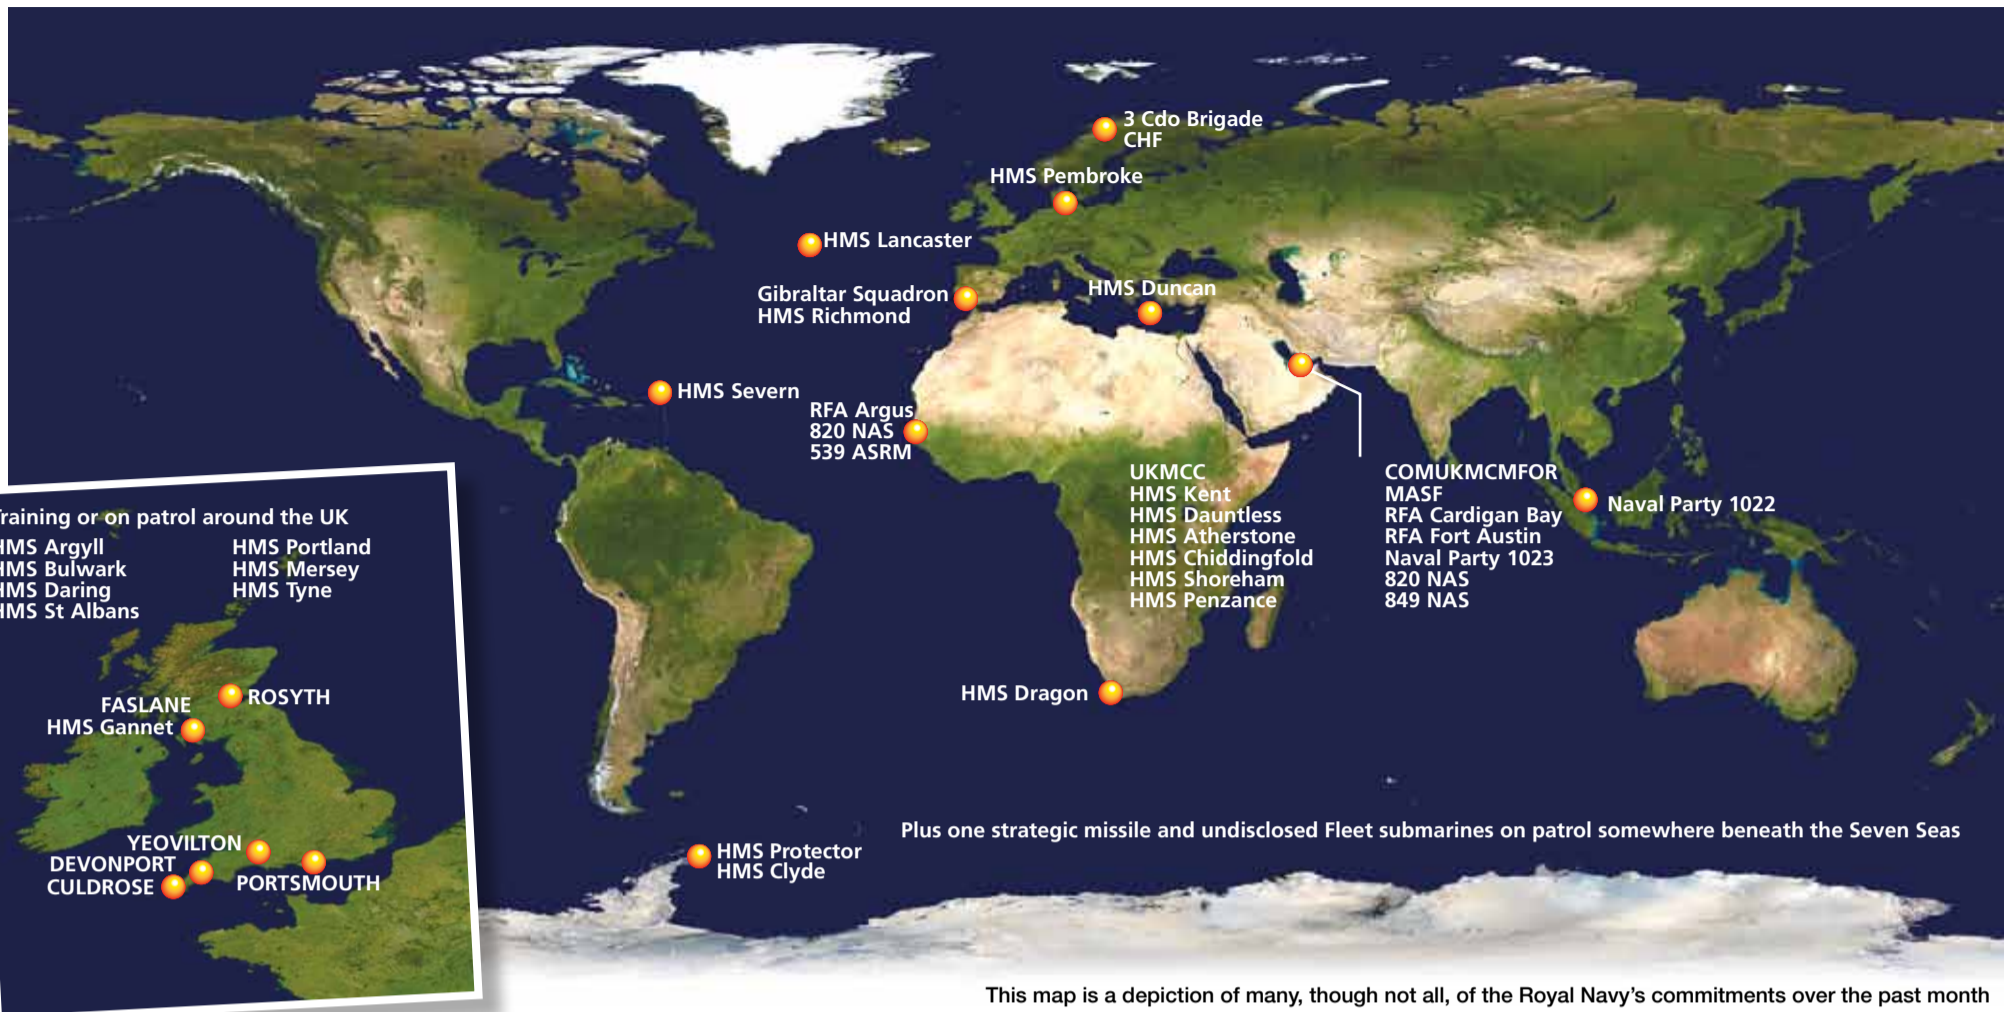 3 Cdo Brigade
CHF
HMS Pembroke
HMS Lancaster
Gibraltar Squadron
HMS Richmond
HMS Duncan
HMS Severn
RFA Argus
820 NAS
539 ASRM
UKMCC
HMS Kent
HMS Dauntless
HMS Atherstone
HMS Chiddingfold
HMS Shoreham
HMS Penzance
COMUKMCMFOR
MASF
RFA Cardigan Bay
RFA Fort Austin
Naval Party 1023
820 NAS
849 NAS
Naval Party 1022
HMS Dragon
Training or on patrol around the UK
HMS Argyll
HMS Bulwark
HMS Daring
HMS St Albans
HMS Portland
HMS Mersey
HMS Tyne
ROSYTH
FASLANE
HMS Gannet
YEOVILTON
DEVONPORT
CULDROSE
PORTSMOUTH
HMS Protector
HMS Clyde
Plus one strategic missile and undisclosed Fleet submarines on patrol somewhere beneath the Seven Seas
This map is a depiction of many, though not all, of the Royal Navy's commitments over the past month